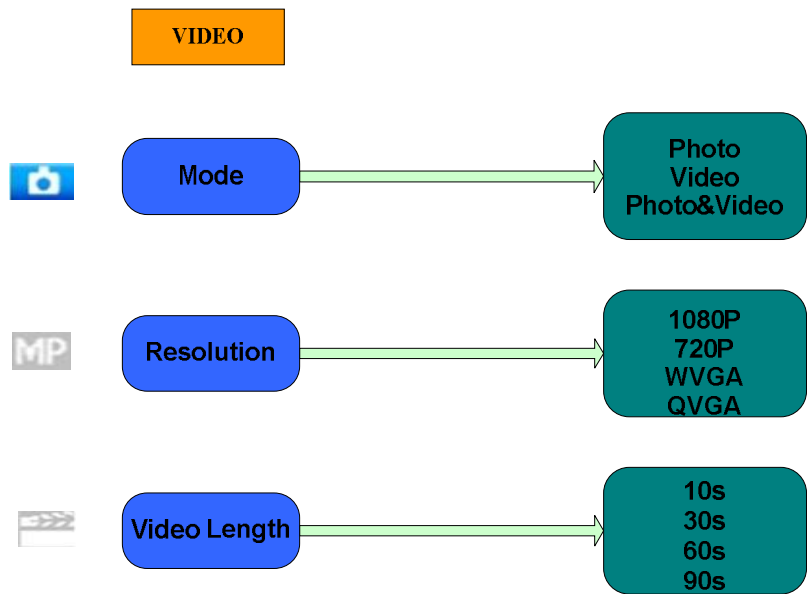 VIDEO
Mode
Photo
Video
Photo&Video
MP
Resolution
1080P
720P
WVGA
QVGA
Video Length
10s
30s
60s
90s